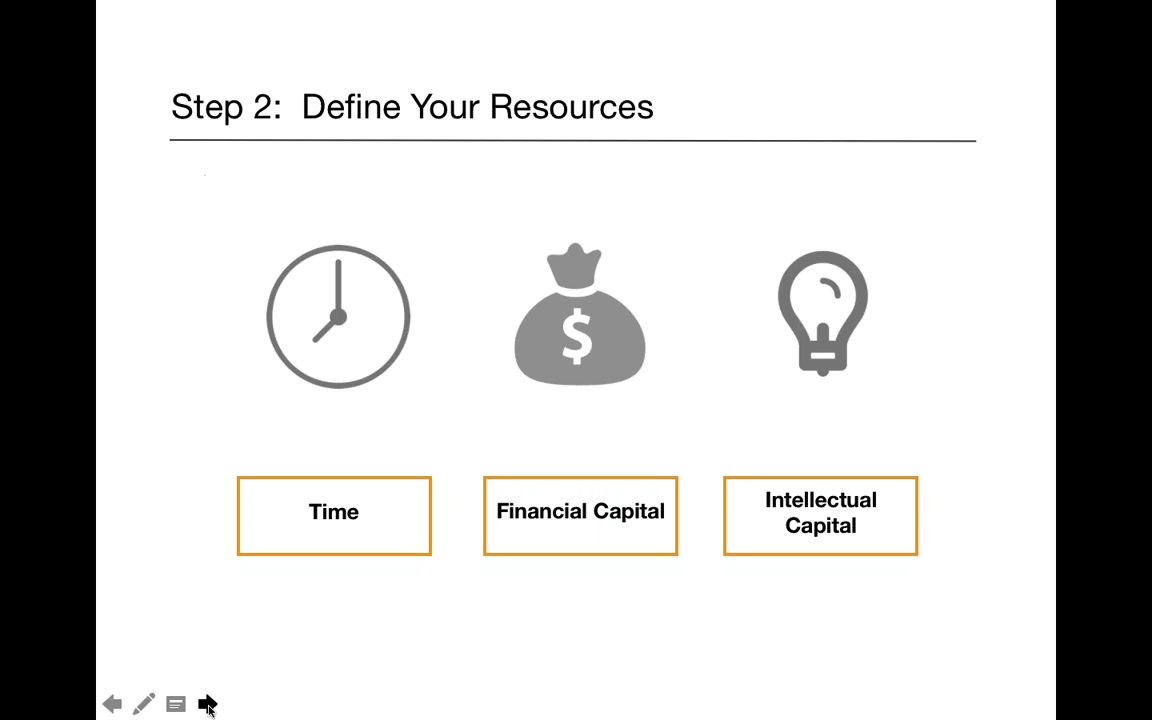 Step 2:  Define Your Resources
$
Time
Financial Capital
Intellectual
Capital